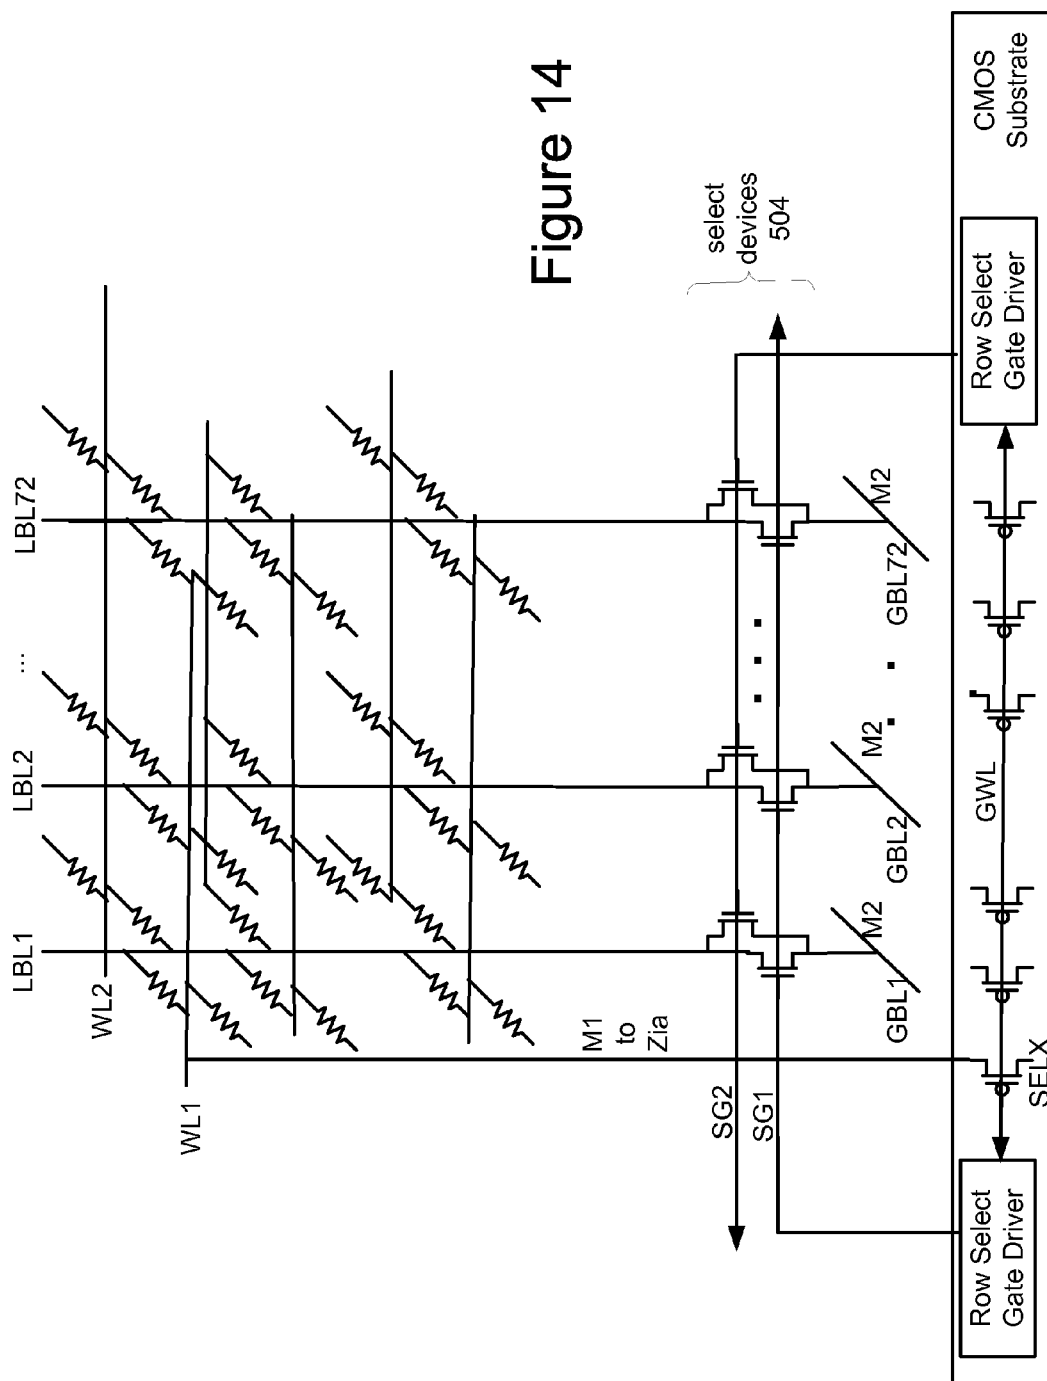 Figure 14
LBL1
LBL2
...
LBL72
WL2
WL1
M1
to
Zia
SG2
SG1
select
devices
504
M2
M2
M2
GBL1
GBL2
GBL72
GWL
SELX
Row Select
Gate Driver
Row Select
Gate Driver
CMOS
Substrate